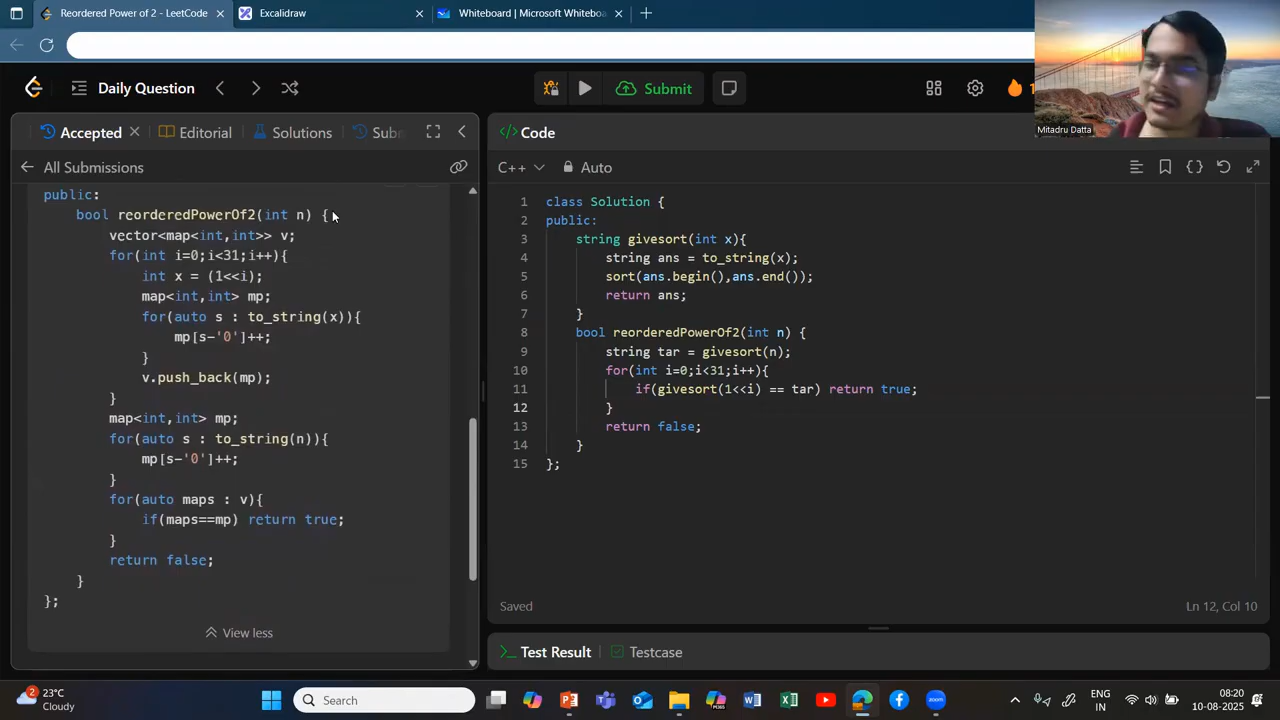 Reordered Power of 2 - LeetCode
Excalidraw
Whiteboard | Microsoft Whiteboa
Daily Question
Submit
1
Mitadru Datta
Accepted
Editorial
Solutions
Subm
Code
All Submissions
C++
Auto
public:
bool reorderedPowerOf2(int n) {
vector<map<int,int>> v;
for(int i=0;i<31;i++){
int x = (1<<i);
map<int,int> mp;
for(auto s : to_string(x)){
mp[s-'0']++;
}
v.push_back(mp);
}
map<int,int> mp;
for(auto s : to_string(n)){
mp[s-'0']++;
}
for(auto maps : v){
if(maps==mp) return true;
}
return false;
}
};
View less
1 class Solution {
2 public:
3 string givesort(int x){
4 string ans = to_string(x);
5 sort(ans.begin(),ans.end());
6 return ans;
7 }
8 bool reorderedPowerOf2(int n) {
9 string tar = givesort(n);
10 for(int i=0;i<31;i++){
11 if(givesort(1<<i) == tar) return true;
12 }
13 return false;
14 }
15 };
Saved
Ln 12, Col 10
Test Result
Testcase
2
23°C
Cloudy
Search
ENG
IN
08:20
10-08-2025